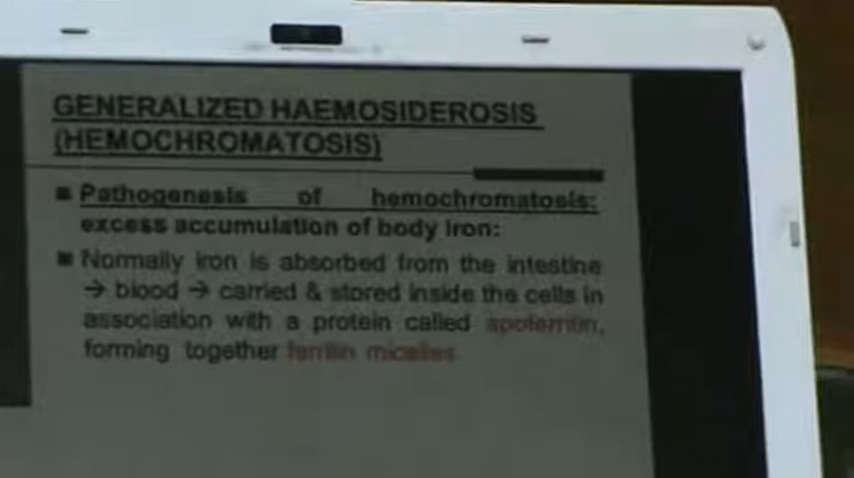 GENERALIZED HAEMOSIDEROSIS
(HEMOCHROMATOSIS)
■ Pathogenesis of hemochromatosis:
excess accumulation of body iron:
■ Normally iron is absorbed from the intestine
→ blood → carried & stored inside the cells in
association with a protein called apoferritin,
forming together ferritin micelles